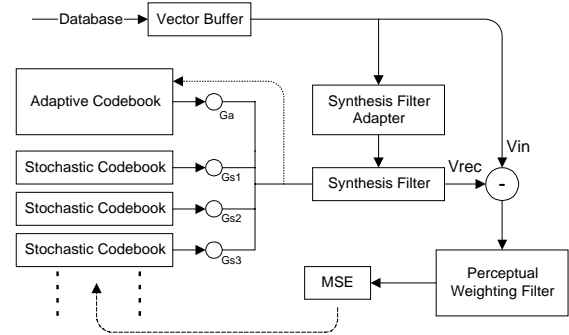 Database
Vector Buffer
Adaptive Codebook
Ga
Synthesis Filter
Adapter
Vin
Stochastic Codebook
Gs1
Synthesis Filter
Vrec
-
Stochastic Codebook
Gs2
Stochastic Codebook
Gs3
MSE
Perceptual
Weighting Filter